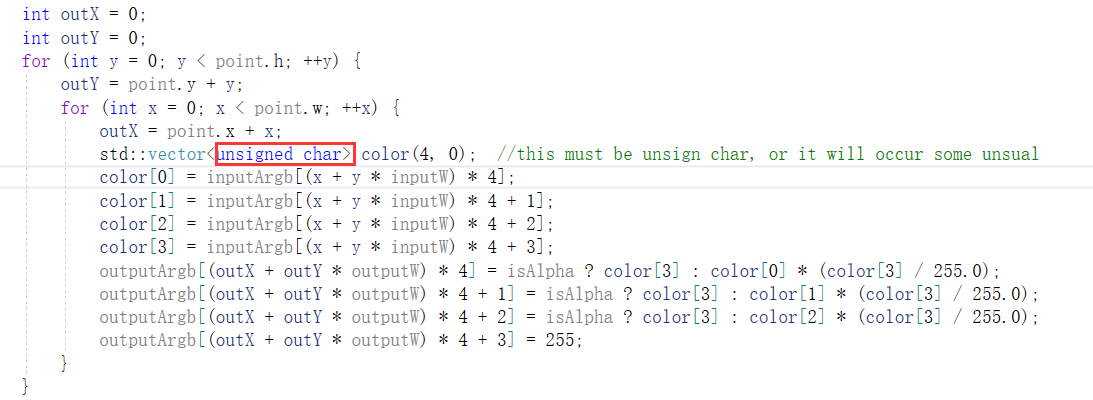 int outX = 0;
int outY = 0;
for (int y = 0; y < point.h; ++y) {
outY = point.y + y;
for (int x = 0; x < point.w; ++x) {
outX = point.x + x;
std::vector<unsigned char> color(4, 0);  //this must be unsign char, or it will occur some unsual
color[0] = inputArgb[(x + y * inputW) * 4];
color[1] = inputArgb[(x + y * inputW) * 4 + 1];
color[2] = inputArgb[(x + y * inputW) * 4 + 2];
color[3] = inputArgb[(x + y * inputW) * 4 + 3];
outputArgb[(outX + outY * outputW) * 4] = isAlpha ? color[3] : color[0] * (color[3] / 255.0);
outputArgb[(outX + outY * outputW) * 4 + 1] = isAlpha ? color[3] : color[1] * (color[3] / 255.0);
outputArgb[(outX + outY * outputW) * 4 + 2] = isAlpha ? color[3] : color[2] * (color[3] / 255.0);
outputArgb[(outX + outY * outputW) * 4 + 3] = 255;
}
}